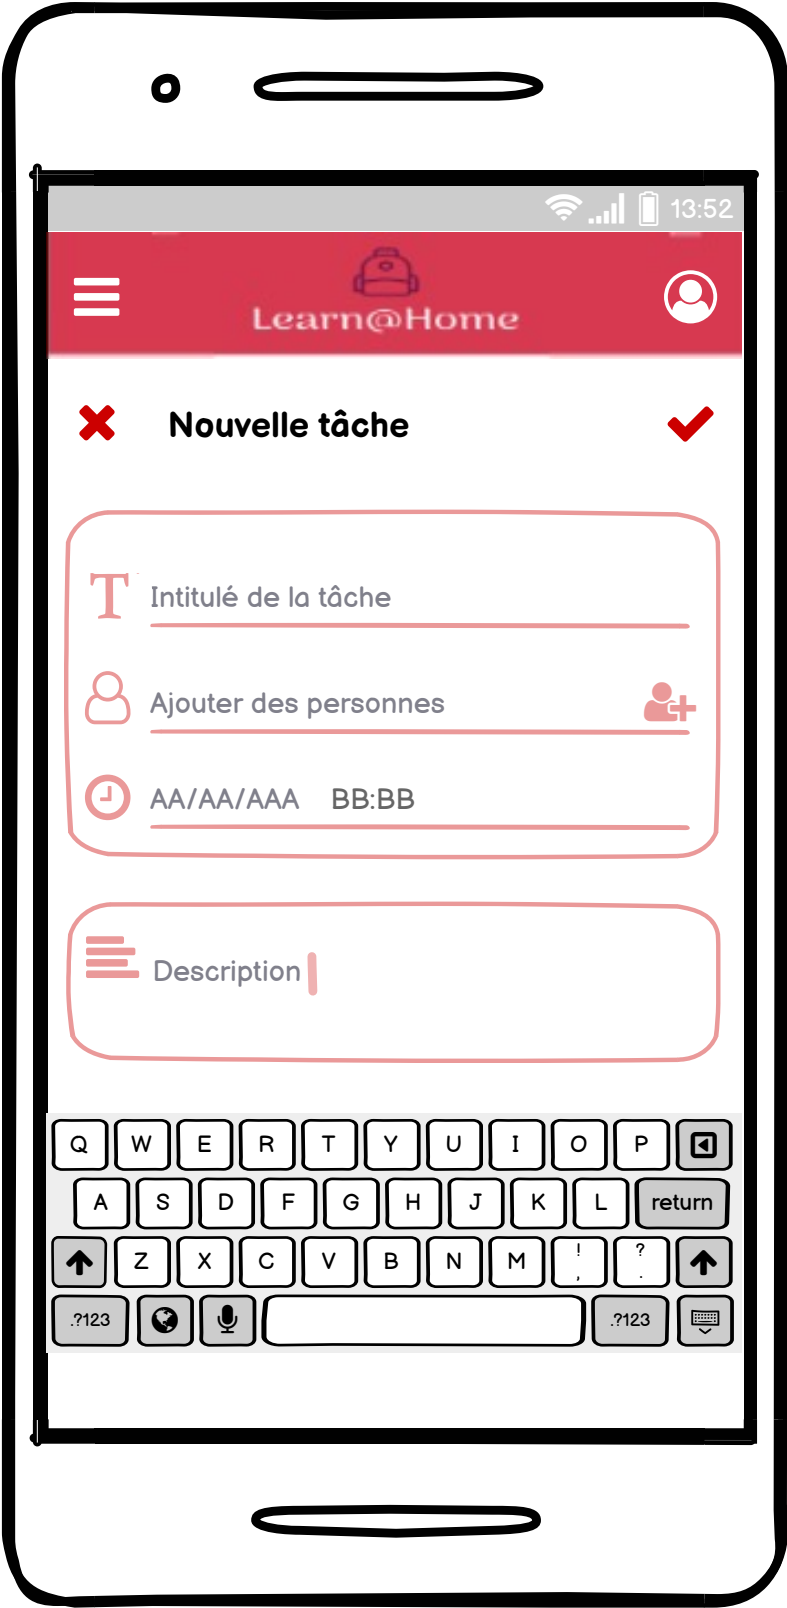 13:52
Learn@Home
Nouvelle tâche
T Intitulé de la tâche
Ajouter des personnes
AA/AA/AAA BB:BB
Description
Q W E R T Y U I O P
A S D F G H J K L return
Z X C V B N M ! , ? .
.?123 .?123